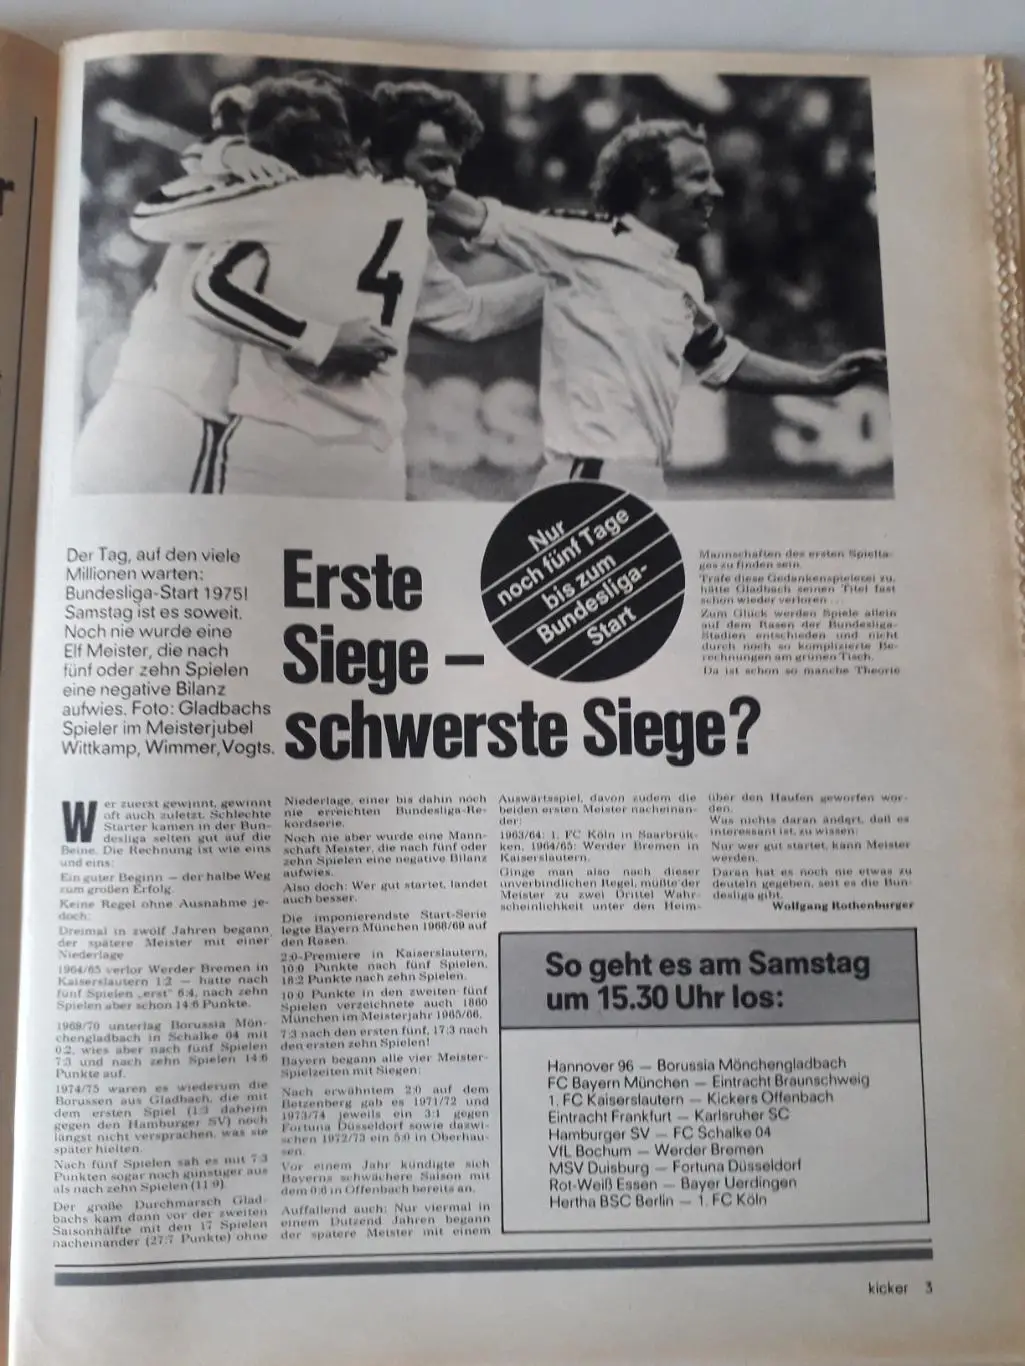 4
Der Tag, auf den viele
Millionen warten:
Bundesliga-Start 1975!
Samstag ist es soweit.
Noch nie wurde eine
Elf Meister, die nach
fünf oder zehn Spielen
eine negative Bilanz
aufwies. Foto: Gladbachs
Spieler im Meisterjubel
Wittkamp, Wimmer, Vogts.
Erste
Siege –
schwerste Siege?
Nur
noch fünf Tage
bis zum
Bundesliga-
Start
Wer zuerst gewinnt, gewinnt
oft auch zuletzt. Schlechte
Starter kamen in der Bun-
desliga selten gut auf die
Beine. Die Rechnung ist wie eins
und eins:
Ein guter Beginn – der halbe Weg
zum großen Erfolg.
Keine Regel ohne Ausnahme je-
doch:
Dreimal in zwölf Jahren begann
der spätere Meister mit einer
Niederlage
1964/65 verlor Werder Bremen in
Kaiserslautern 1:2 – hatte nach
fünf Spielen „erst" 6:4, nach zehn
Spielen aber schon 14:6 Punkte.
1969/70 unterlag Borussia Mön-
chengladbach in Schalke 04 mit
0:2, wies aber nach fünf Spielen
7:3 und nach zehn Spielen 14:6
Punkte auf.
1974/75 waren es wiederum die
Borussen aus Gladbach, die mit
dem ersten Spiel (1:3 daheim
gegen den Hamburger SV) noch
längst nicht versprachen, was sie
später hielten.
Nach fünf Spielen sah es mit 7:3
Punkten sogar noch günstiger aus
als nach zehn Spielen (11:9).
Der große Durchmarsch Glad-
bachs kam dann vor der zweiten
Saisonhälfte mit den 17 Spielen
nacheinander (27:7 Punkte) ohne
Niederlage, einer bis dahin noch
nie erreichten Bundesliga-Re-
kordserie.
Noch nie aber wurde eine Mann-
schaft Meister, die nach fünf oder
zehn Spielen eine negative Bilanz
aufwies.
Also doch: Wer gut startet, landet
auch besser.
Die imponierendste Start-Serie
legte Bayern München 1968/69 auf
den Rasen.
2:0-Premiere in Kaiserslautern,
10:0 Punkte nach fünf Spielen,
18:2 Punkte nach zehn Spielen.
10:0 Punkte in den zweiten fünf
Spielen verzeichnete auch 1860
München im Meisterjahr 1965/66.
7:3 nach den ersten fünf, 17:3 nach
den ersten zehn Spielen!
Bayern begann alle vier Meister-
Spielzeiten mit Siegen:
Nach erwähntem 2:0 auf dem
Betzenberg gab es 1971/72 und
1973/74 jeweils ein 3:1 gegen
Fortuna Düsseldorf sowie dazwi-
schen 1972/73 ein 5:0 in Oberhau-
sen.
Vor einem Jahr kündigte sich
Bayerns schwächere Saison mit
dem 0:6 in Offenbach bereits an.
Auffallend auch: Nur viermal in
einem Dutzend Jahren begann
der spätere Meister mit einem
Auswärtsspiel, davon zudem die
beiden ersten Meister nacheinan-
der:
1963/64: 1. FC Köln in Saarbrük-
ken, 1964/65: Werder Bremen in
Kaiserslautern.
Ginge man also nach dieser
unverbindlichen Regel, müßte der
Meister zu zwei Drittel Wahr-
scheinlichkeit unter den Heim-
Mannschaften des ersten Spielta-
ges zu finden sein.
Träfe diese Gedankenspielerei zu,
hätte Gladbach seinen Titel fast
schon wieder verloren ...
Zum Glück werden Spiele allein
auf dem Rasen der Bundesliga-
Stadien entschieden und nicht
durch noch so komplizierte Be-
rechnungen am grünen Tisch.
Da ist schon so manche Theorie
über den Haufen geworfen wor-
den.
Was nichts daran ändert, daß es
interessant ist, zu wissen:
Nur wer gut startet, kann Meister
werden.
Daran hat es noch nie etwas zu
deuteln gegeben, seit es die Bun-
desliga gibt.
Wolfgang Rothenburger
So geht es am Samstag
um 15.30 Uhr los:
Hannover 96 – Borussia Mönchengladbach
FC Bayern München – Eintracht Braunschweig
1. FC Kaiserslautern – Kickers Offenbach
Eintracht Frankfurt – Karlsruher SC
Hamburger SV – FC Schalke 04
VfL Bochum – Werder Bremen
MSV Duisburg – Fortuna Düsseldorf
Rot-Weiß Essen – Bayer Uerdingen
Hertha BSC Berlin – 1. FC Köln
kicker 3